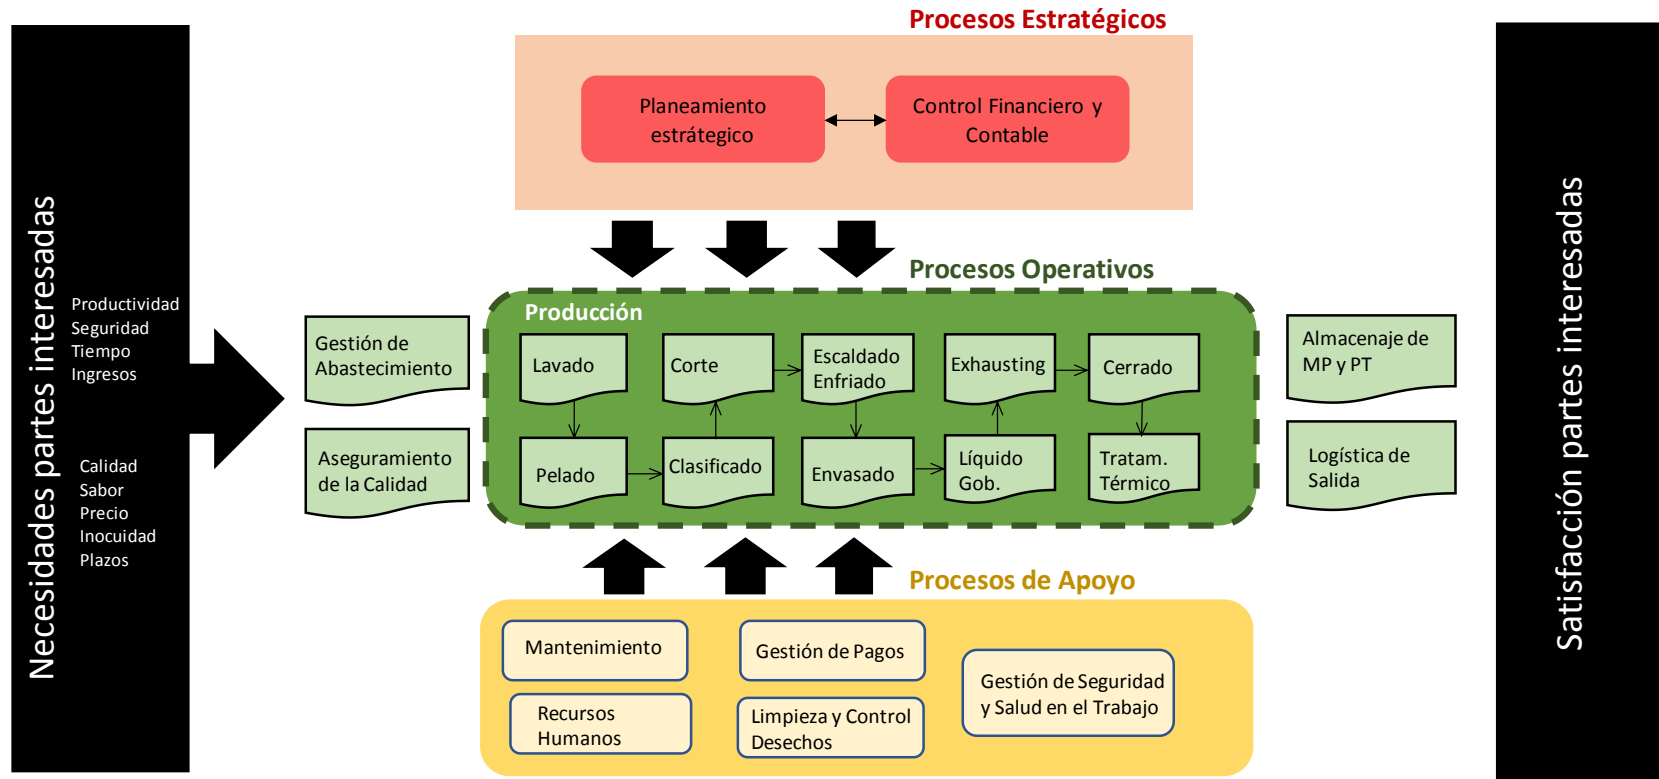 Procesos Estratégicos
Planeamiento
estrátegico
Control Financiero y
Contable
Necesidades partes interesadas
Productividad
Seguridad
Tiempo
Ingresos
Calidad
Sabor
Precio
Inocuidad
Plazos
Procesos Operativos
Gestión de
Abastecimiento
Aseguramiento
de la Calidad
Producción
Lavado
Corte
Escaldado
Enfriado
Exhausting
Cerrado
Pelado
Clasificado
Envasado
Líquido
Gob.
Tratam.
Térmico
Almacenaje de
MP y PT
Logística de
Salida
Satisfacción partes interesadas
Procesos de Apoyo
Mantenimiento
Gestión de Pagos
Recursos
Humanos
Limpieza y Control
Desechos
Gestión de Seguridad
y Salud en el Trabajo